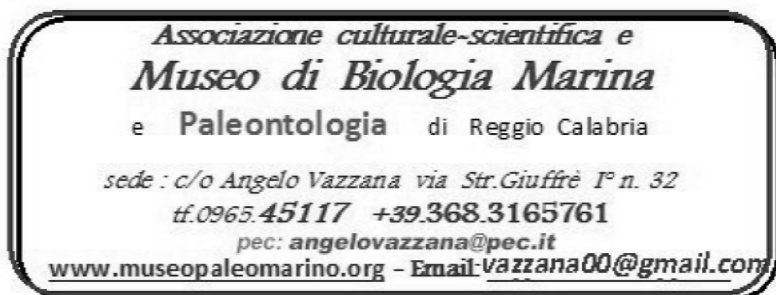 Associazione culturale-scientifica e
Museo di Biologia Marina
e Paleontologia di Reggio Calabria
sede : c/o Angelo Vazzana via Str.Giuffrè I° n. 32
tf.0965.45117 +39.368.3165761
pec: angelovazzana@pec.it
www.museopaleomarino.org – Email:vazzana00@gmail.com